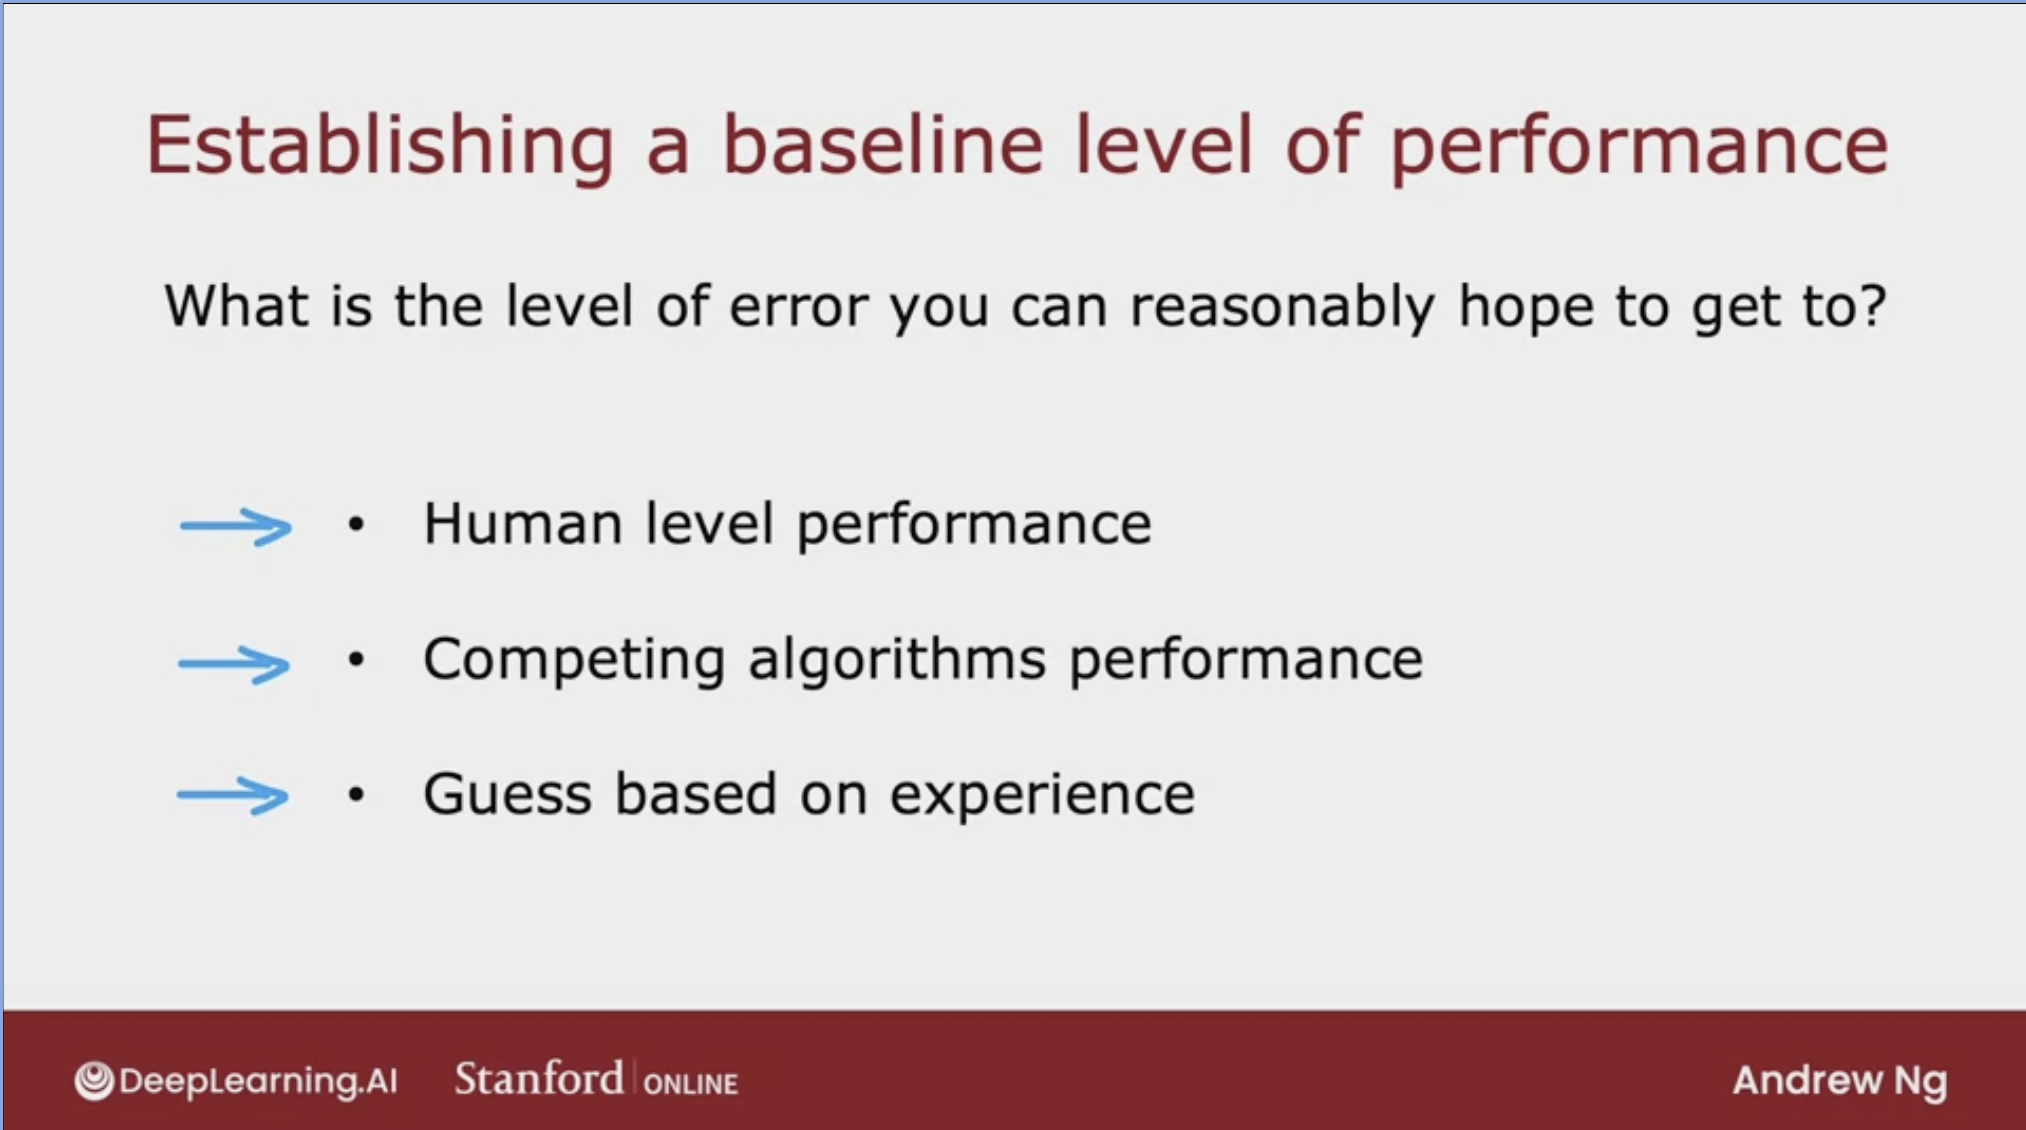 Establishing a baseline level of performance
What is the level of error you can reasonably hope to get to?
• Human level performance
• Competing algorithms performance
• Guess based on experience
DeepLearning.AI Stanford | ONLINE Andrew Ng